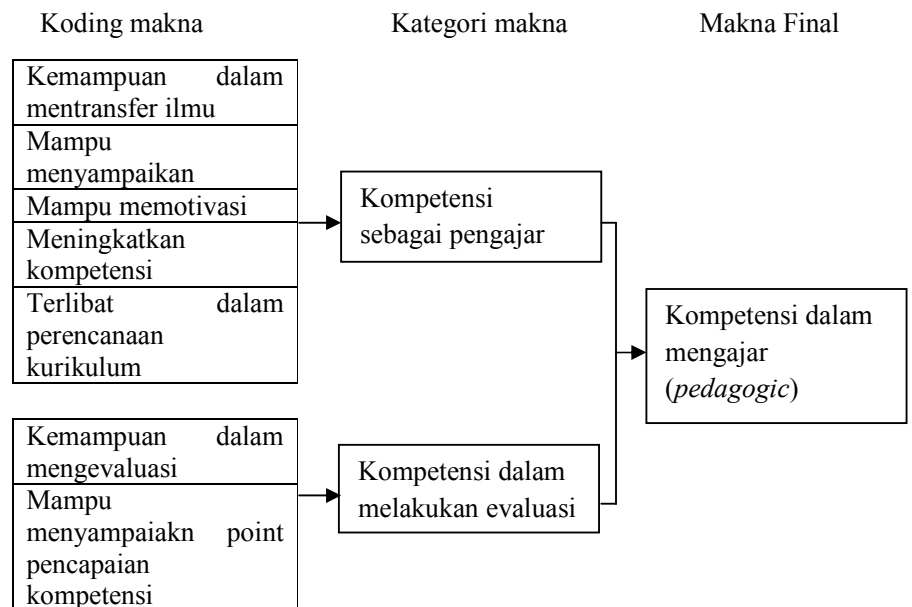 Koding makna
Kategori makna
Makna Final
Kemampuan dalam
mentransfer ilmu
Mampu
menyampaikan
Mampu memotivasi
Meningkatkan
kompetensi
Terlibat dalam
perencanaan
kurikulum
Kompetensi
sebagai pengajar
Kemampuan dalam
mengevaluasi
Mampu
menyampaiakn point
pencapaian
kompetensi
Kompetensi dalam
melakukan evaluasi
Kompetensi dalam
mengajar
(pedagogic)